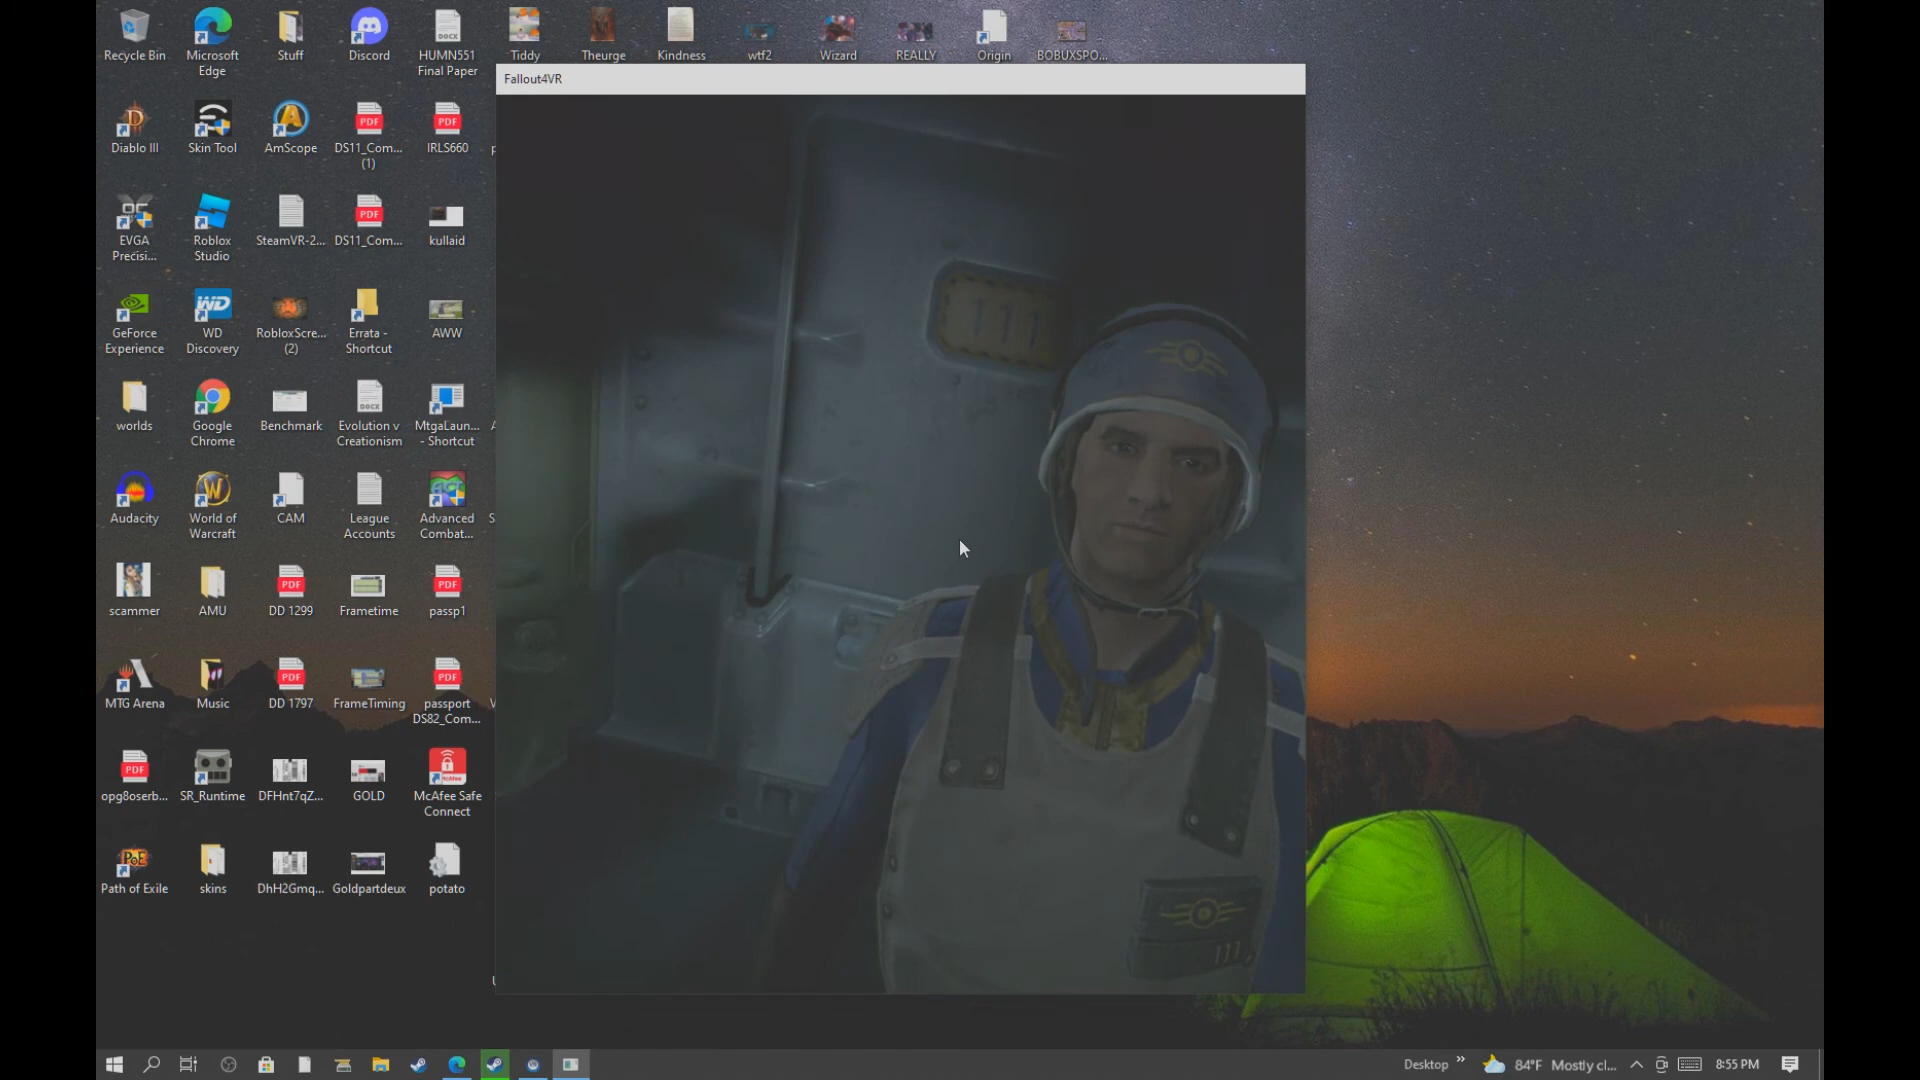 Recycle Bin
Microsoft Edge
Stuff
Discord
HUMN551 Final Paper
Tiddy
Theurge
Kindness
wtf2
Wizard
REALLY
Origin
BOBUXSPO...
Fallout4VR
Diablo III
Skin Tool
AmScope
DS11_Com... (1)
IRLS660
EVGA Precisi...
Roblox Studio
SteamVR-2...
DS11_Com...
kullaid
GeForce Experience
WD Discovery
RobloxScre... (2)
Errata - Shortcut
AWW
111
worlds
Google Chrome
Benchmark
Evolution v Creationism
MtgaLaun... - Shortcut
Audacity
World of Warcraft
CAM
League Accounts
Advanced Combat...
scammer
AMU
DD 1299
Frametime
passp1
MTG Arena
Music
DD 1797
FrameTiming
passport DS82_Com...
opg8oserb...
SR_Runtime
DFHnt7qZ...
GOLD
McAfee Safe Connect
Path of Exile
skins
DhH2Gmq...
Goldpartdeux
potato
111
Desktop
84°F Mostly cl...
8:55 PM